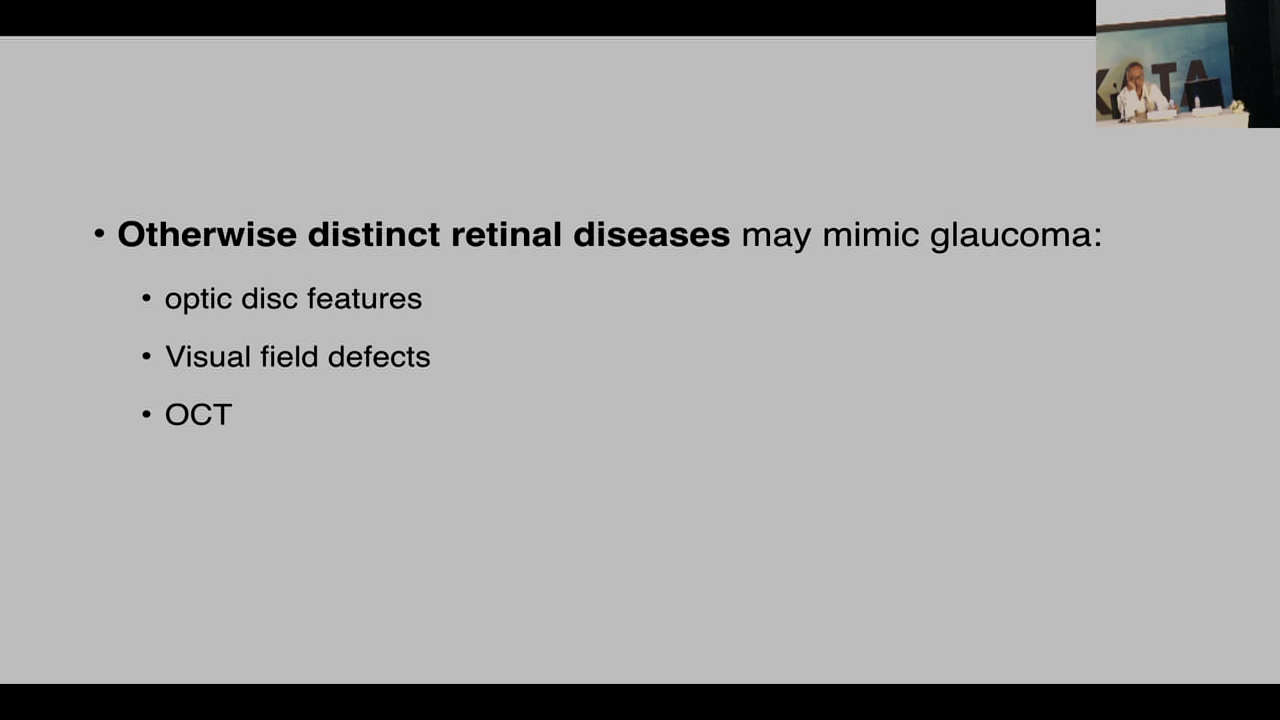 • Otherwise distinct retinal diseases may mimic glaucoma:
• optic disc features
• Visual field defects
• OCT